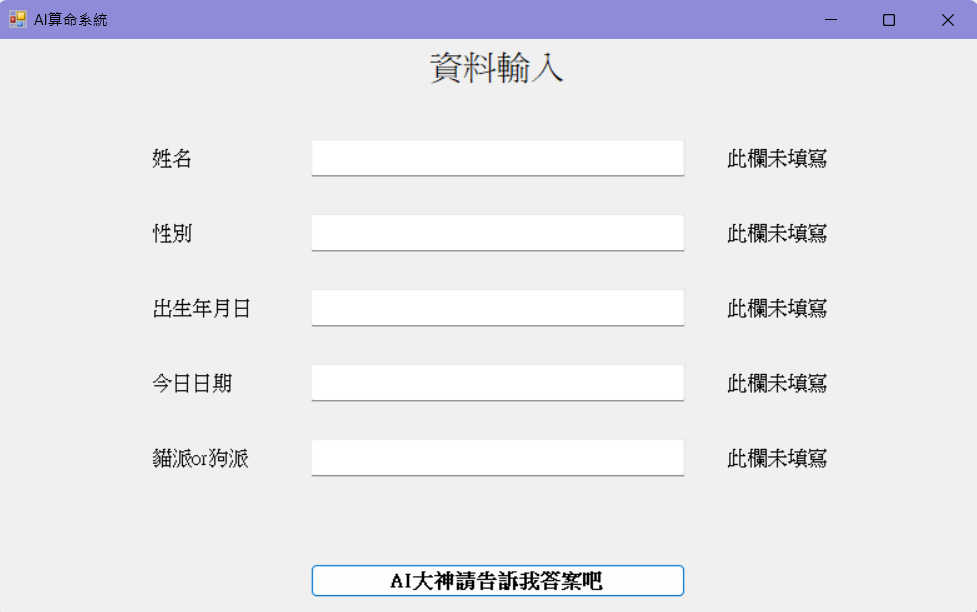 AI算命系統
資料輸入
姓名 此欄未填寫
性別 此欄未填寫
出生年月日 此欄未填寫
今日日期 此欄未填寫
貓派or狗派 此欄未填寫
AI大神請告訴我答案吧